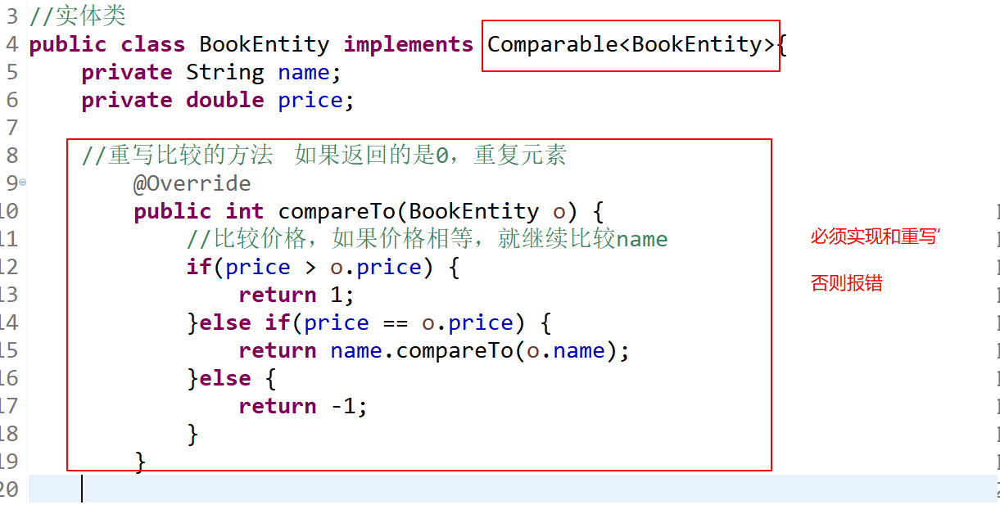 3 //实体类
4 public class BookEntity implements Comparable<BookEntity>{
5     private String name;
6     private double price;
7
8     //重写比较的方法  如果返回的是0，重复元素
9         @Override
10         public int compareTo(BookEntity o) {
11             //比较价格，如果价格相等，就继续比较name
12             if(price > o.price) {
13                 return 1;
14             }else if(price == o.price) {
15                 return name.compareTo(o.name);
16             }else {
17                 return -1;
18             }
19         }
20
必须实现和重写'
否则报错